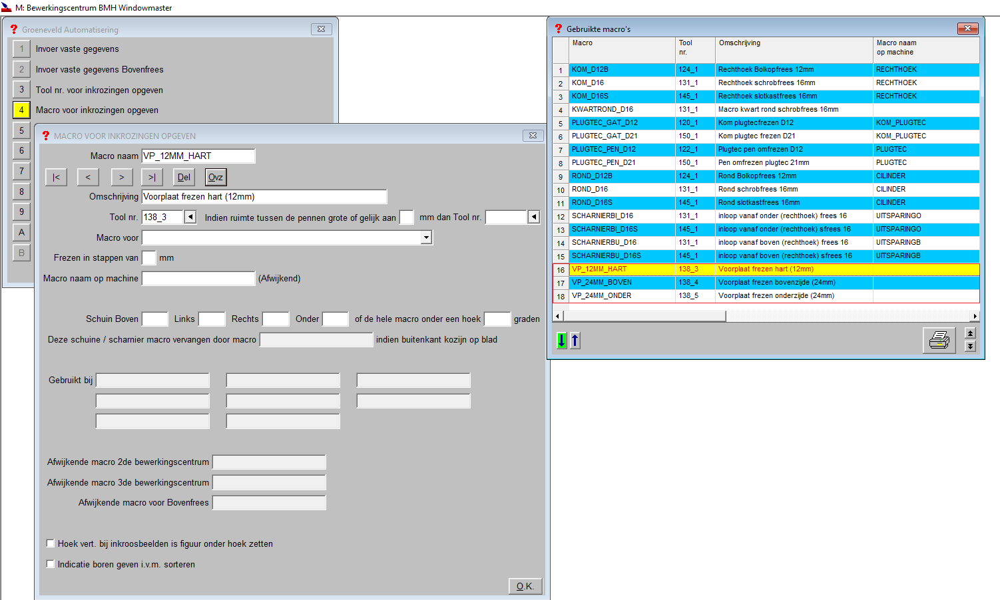 M: Bewerkingscentrum BMH Windowmaster
? Groeneveld Automatisering
1 Invoer vaste gegevens
2 Invoer vaste gegevens Bovenfrees
3 Tool nr. voor inkrozingen opgeven
4 Macro voor inkrozingen opgeven
5
6
7
8
9
A
B
? MACRO VOOR INKROZINGEN OPGEVEN
Macro naam VP_12MM_HART
|< < > >| Del Ovz
Omschrijving Voorplaat frezen hart (12mm)
Tool nr. 138_3 Indien ruimte tussen de pennen grote of gelijk aan mm dan Tool nr.
Macro voor
Frezen in stappen van mm
Macro naam op machine (Afwijkend)
Schuin Boven Links Rechts Onder of de hele macro onder een hoek graden
Deze schuine / scharnier macro vervangen door macro indien buitenkant kozijn op blad
Gebruikt bij
Afwijkende macro 2de bewerkingscentrum
Afwijkende macro 3de bewerkingscentrum
Afwijkende macro voor Bovenfrees
Hoek vert. bij inkroosbeelden is figuur onder hoek zetten
Indicatie boren geven i.v.m. sorteren
O.K.
? Gebruikte macro's
Macro Tool nr. Omschrijving Macro naam op machine
1 KOM_D12B 124_1 Rechthoek Bolkopfrees 12mm RECHTHOEK
2 KOM_D16 131_1 Rechthoek schrobfrees 16mm RECHTHOEK
3 KOM_D16S 145_1 Rechthoek slotkastfrees 16mm RECHTHOEK
4 KWARTROND_D16 131_1 Macro kwart rond schrobfrees 16mm
5 PLUGTEC_GAT_D12 120_1 Kom plugtecfrezen D12 KOM_PLUGTEC
6 PLUGTEC_GAT_D21 150_1 Kom plugtec frezen D21 KOM_PLUGTEC
7 PLUGTEC_PEN_D12 122_1 Plugtec pen omfrezen D12 PLUGTEC
8 PLUGTEC_PEN_D21 150_1 Pen omfrezen plugtec 21mm PLUGTEC
9 ROND_D12B 124_1 Rond Bolkopfrees 12mm CILINDER
10 ROND_D16 131_1 Rond schrobfrees 16mm CILINDER
11 ROND_D16S 145_1 Rond slotkastfrees 16mm CILINDER
12 SCHARNIERBI_D16 131_1 inloop vanaf onder (rechthoek) frees 16 UITSPARINGO
13 SCHARNIERBI_D16S 145_1 inloop vanaf onder (rechthoek) sfrees 16 UITSPARINGO
14 SCHARNIERBU_D16 131_1 inloop vanaf boven (rechthoek) frees 16 UITSPARINGB
15 SCHARNIERBU_D16S 145_1 inloop vanaf boven (rechthoek) sfrees 16 UITSPARINGB
16 VP_12MM_HART 138_3 Voorplaat frezen hart (12mm)
17 VP_24MM_BOVEN 138_4 Voorplaat frezen bovenzijde (24mm)
18 VP_24MM_ONDER 138_5 Voorplaat frezen onderzijde (24mm)